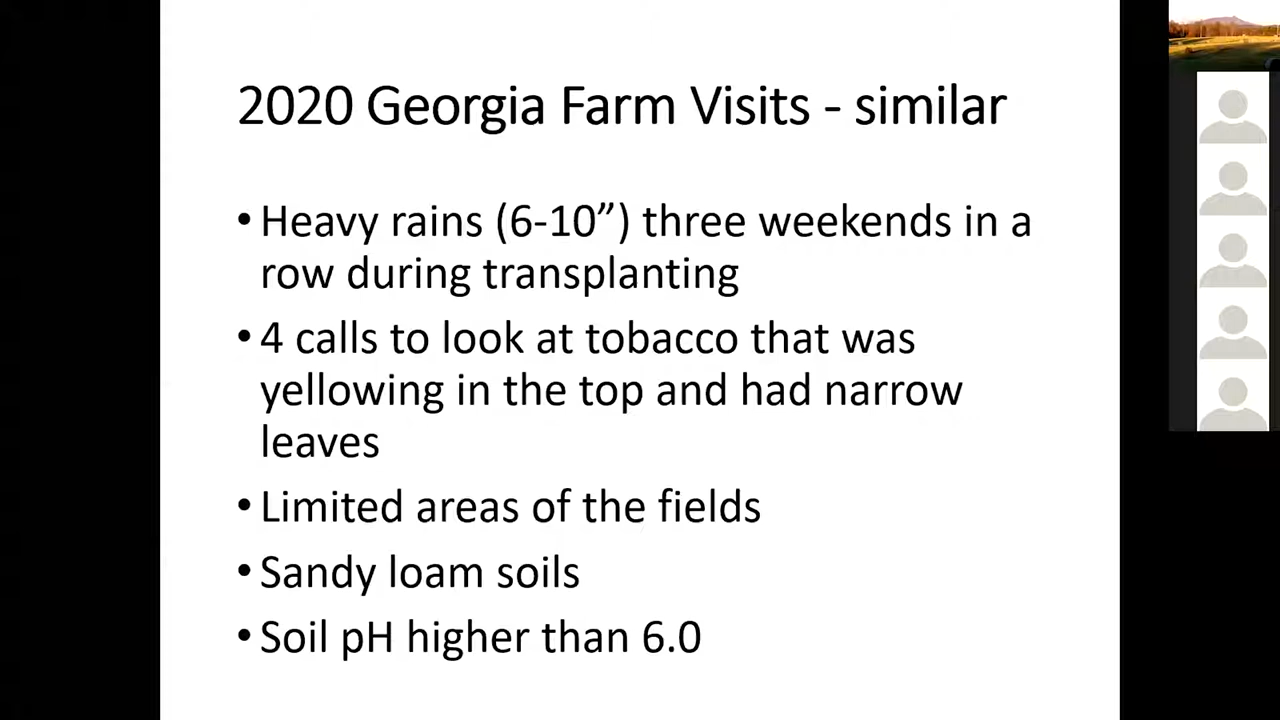 2020 Georgia Farm Visits - similar
•Heavy rains (6-10”) three weekends in a
row during transplanting
•4 calls to look at tobacco that was
yellowing in the top and had narrow
leaves
•Limited areas of the fields
•Sandy loam soils
•Soil pH higher than 6.0